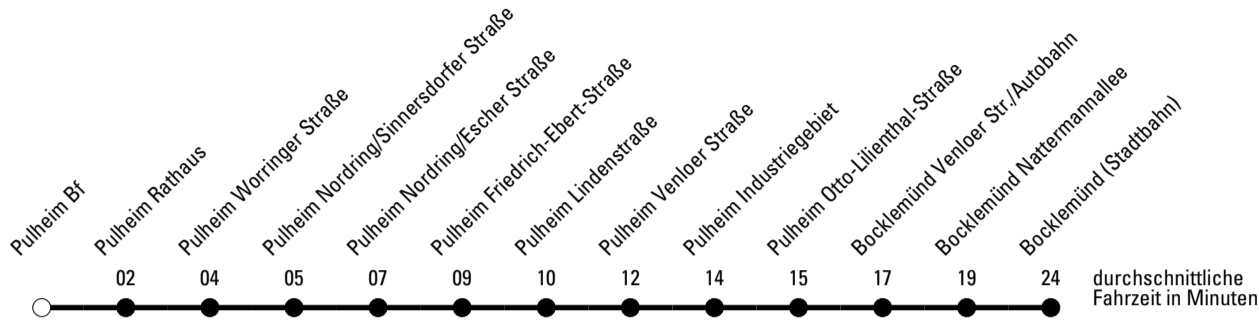 Pulheim Bf
Pulheim Rathaus
Pulheim Worringer Straße
Pulheim Nordring/Sinnersdorfer Straße
Pulheim Nordring/Escher Straße
Pulheim Friedrich-Ebert-Straße
Pulheim Lindenstraße
Pulheim Venloer Straße
Pulheim Industriegebiet
Pulheim Otto-Lilienthal-Straße
Bocklemünd Venloer Str./Autobahn
Bocklemünd Nattermannallee
Bocklemünd (Stadtbahn)
02 04 05 07 09 10 12 14 15 17 19 24 durchschnittliche
Fahrzeit in Minuten